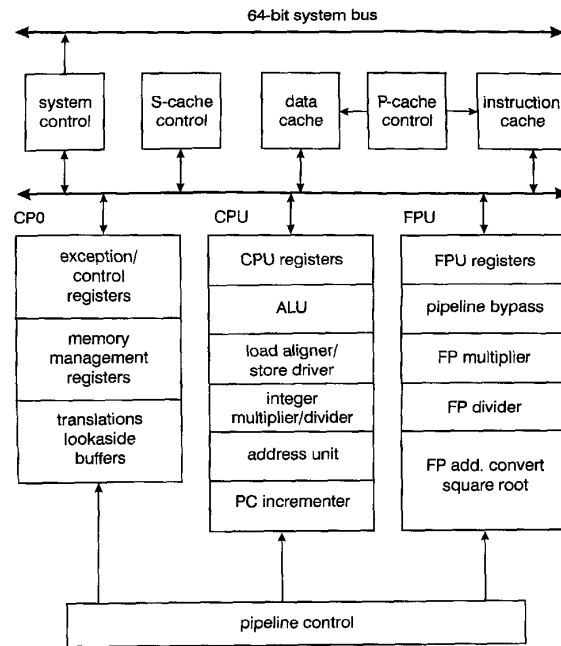 64-bit system bus
system
control
S-cache
control
data
cache
P-cache
control
instruction
cache
CP0
CPU
FPU
exception/
control
registers
memory
management
registers
translations
lookaside
buffers
CPU registers
ALU
load aligner/
store driver
integer
multiplier/divider
address unit
PC incrementer
FPU registers
pipeline bypass
FP multiplier
FP divider
FP add. convert
square root
pipeline control